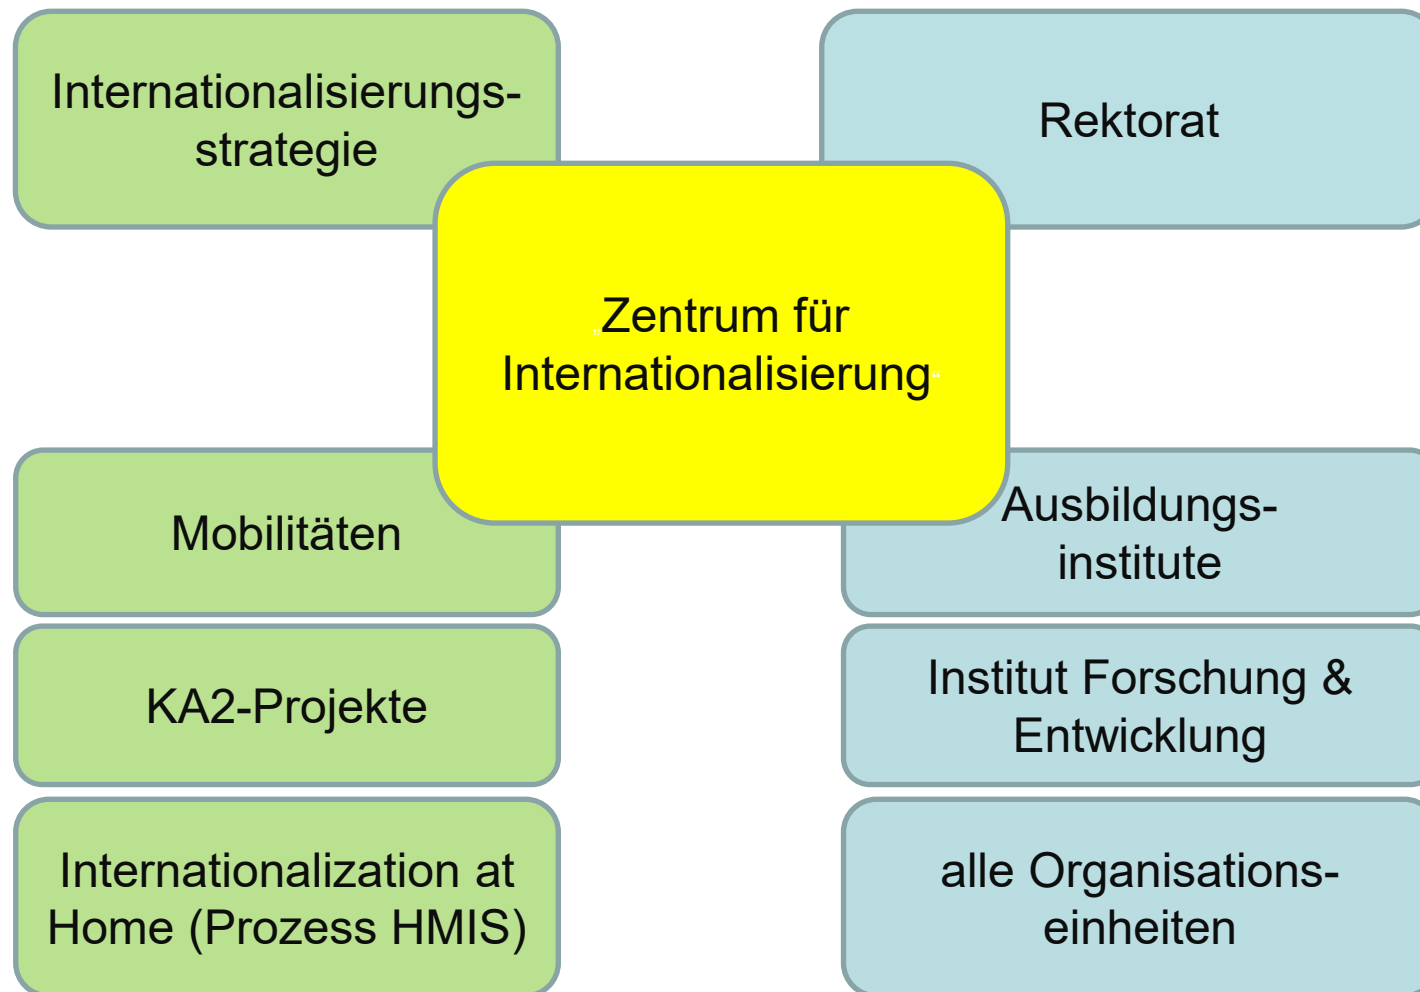 Internationalisierungs-
strategie
Rektorat
„Zentrum für
Internationalisierung“
Mobilitäten
Ausbildungs-
institute
KA2-Projekte
Institut Forschung &
Entwicklung
Internationalization at
Home (Prozess HMIS)
alle Organisations-
einheiten